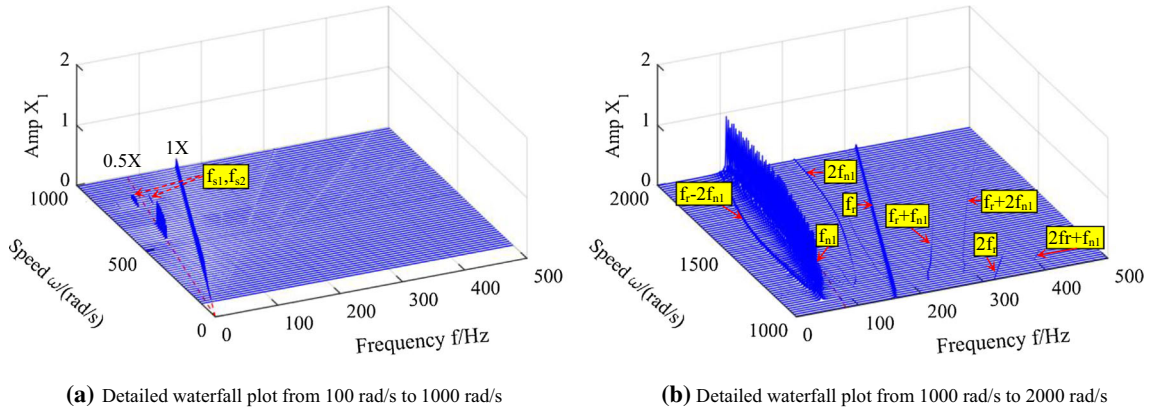 2
1
0
Amp X1
0.5X
1X
fs1,fs2
1000
500
0
Speed ω/(rad/s)
0
100
200
300
400
500
Frequency f/Hz
(a) Detailed waterfall plot from 100 rad/s to 1000 rad/s
2
1
0
Amp X1
fr-2fn1
2fn1
fr
fn1
fr+fn1
fr+2fn1
2fr
2fr+fn1
2000
1500
1000
Speed ω/(rad/s)
0
100
200
300
400
500
Frequency f/Hz
(b) Detailed waterfall plot from 1000 rad/s to 2000 rad/s